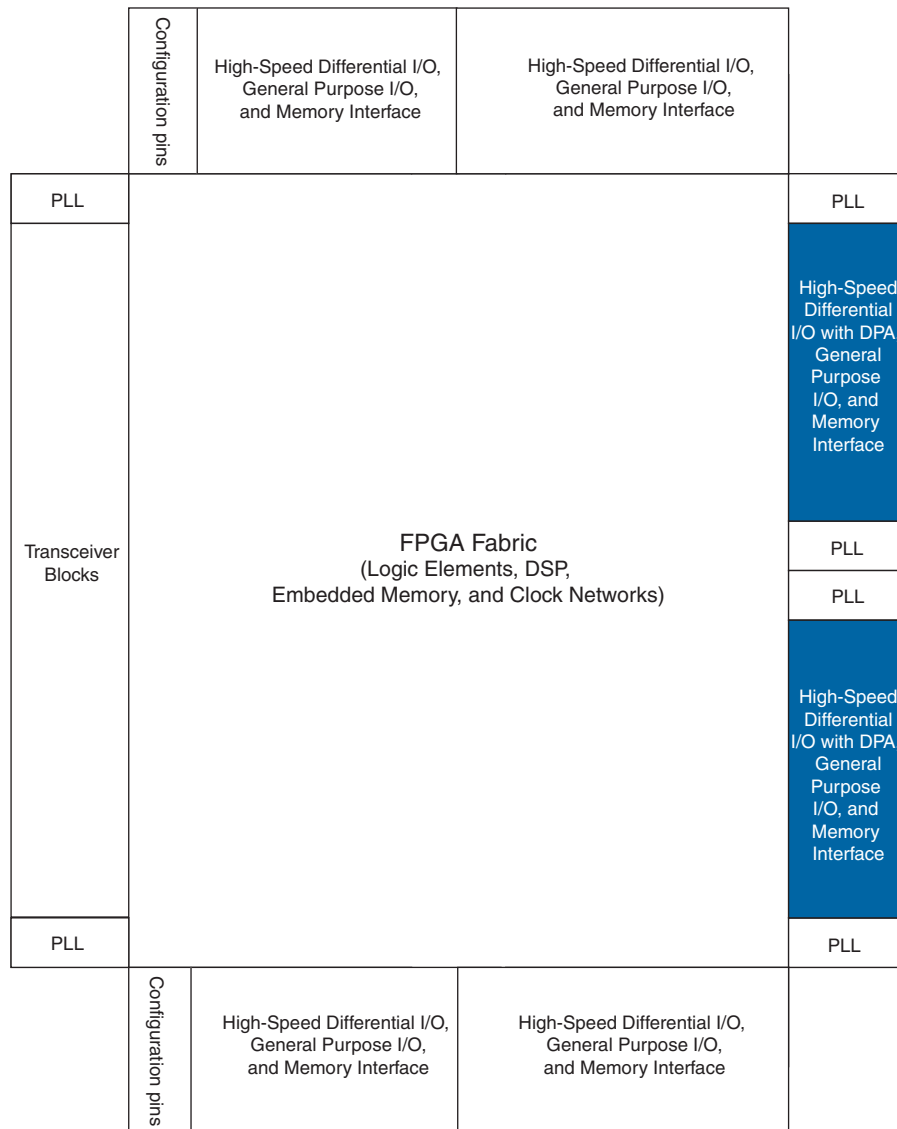 Configuration pins
High-Speed Differential I/O,
General Purpose I/O,
and Memory Interface
High-Speed Differential I/O,
General Purpose I/O,
and Memory Interface
PLL
PLL
High-Speed
Differential
I/O with DPA
General
Purpose
I/O, and
Memory
Interface
Transceiver
Blocks
FPGA Fabric
(Logic Elements, DSP,
Embedded Memory, and Clock Networks)
PLL
PLL
High-Speed
Differential
I/O with DPA
General
Purpose
I/O, and
Memory
Interface
PLL
PLL
Configuration pins
High-Speed Differential I/O,
General Purpose I/O,
and Memory Interface
High-Speed Differential I/O,
General Purpose I/O,
and Memory Interface